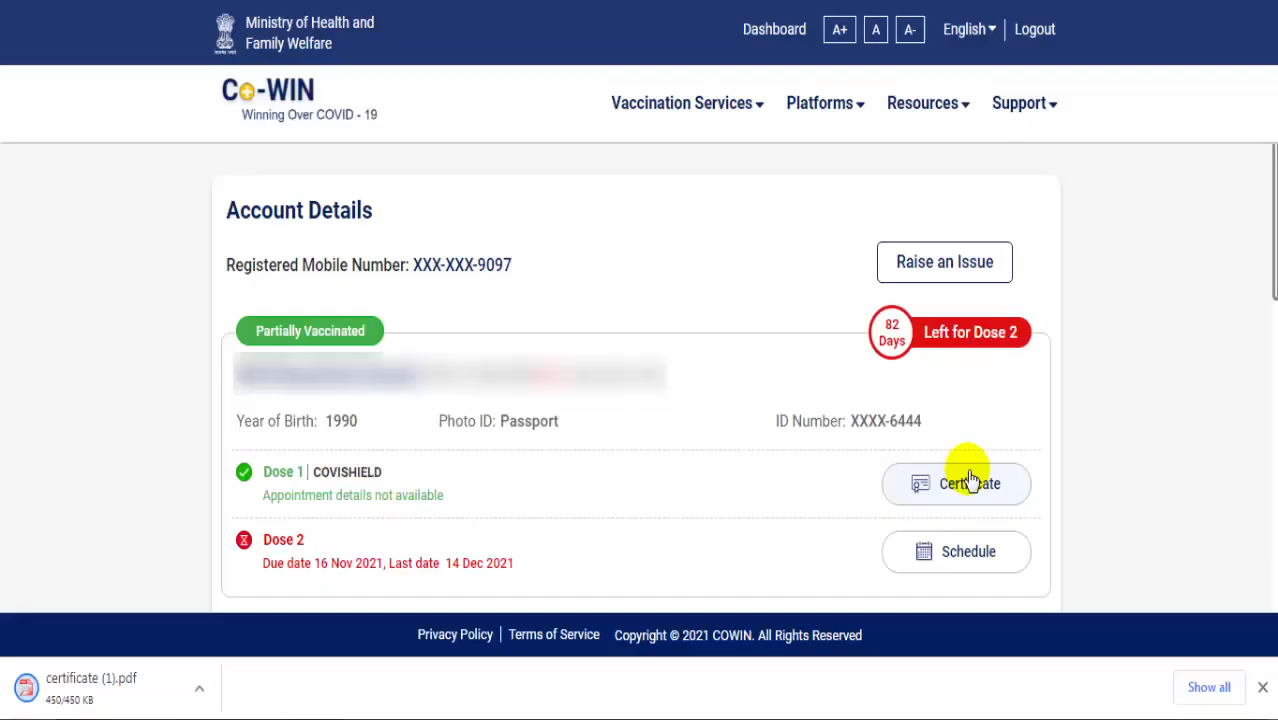 Ministry of Health and
Family Welfare
Dashboard A+ A A- English Logout
Co-WIN
Winning Over COVID - 19
Vaccination Services Platforms Resources Support
Account Details
Registered Mobile Number: XXX-XXX-9097
Raise an Issue
Partially Vaccinated
82
Days
Left for Dose 2
Year of Birth: 1990 Photo ID: Passport ID Number: XXXX-6444
Dose 1 | COVISHIELD
Appointment details not available
Certificate
Dose 2
Due date 16 Nov 2021, Last date 14 Dec 2021
Schedule
Privacy Policy | Terms of Service Copyright © 2021 COWIN. All Rights Reserved
certificate (1).pdf
450/450 KB
Show all